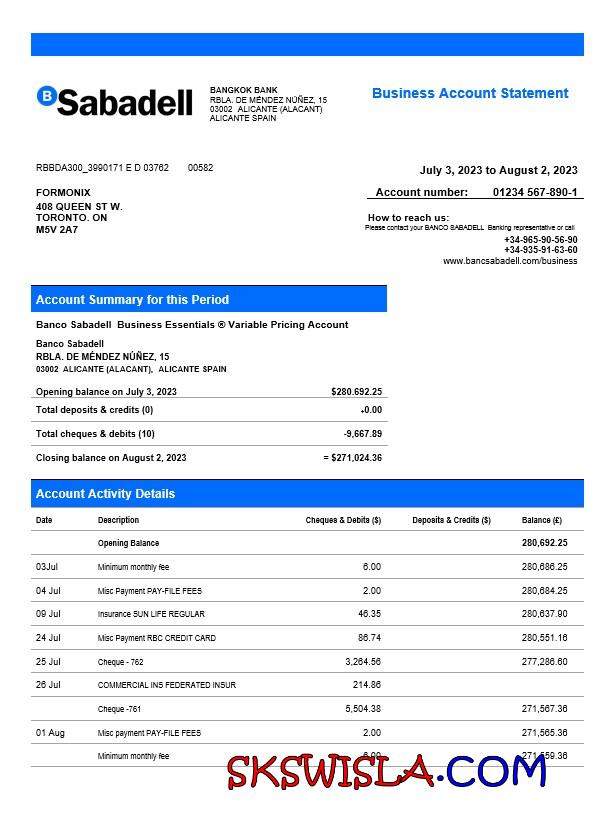 B Sabadell
BANGKOK BANK
RBLA. DE MÉNDEZ NÚÑEZ, 15
03002 ALICANTE (ALACANT)
ALICANTE SPAIN
Business Account Statement
RBBDA300_3990171 E D 03762 00582
July 3, 2023 to August 2, 2023
FORMONIX
408 QUEEN ST W.
TORONTO. ON
M5V 2A7
Account number: 01234 567-890-1
How to reach us:
Please contact your BANCO SABADELL Banking representative or call
+34-965-90-56-90
+34-935-91-63-60
www.bancsabadell.com/business
Account Summary for this Period
Banco Sabadell Business Essentials ® Variable Pricing Account
Banco Sabadell
RBLA. DE MÉNDEZ NÚÑEZ, 15
03002 ALICANTE (ALACANT), ALICANTE SPAIN
Opening balance on July 3, 2023 $280.692.25
Total deposits & credits (0) +0.00
Total cheques & debits (10) -9,667.89
Closing balance on August 2, 2023 = $271,024.36
Account Activity Details
Date Description Cheques & Debits ($) Deposits & Credits ($) Balance (£)
Opening Balance 280,692.25
03Jul Minimum monthly fee 6.00 280,686.25
04 Jul Misc Payment PAY-FILE FEES 2.00 280,684.25
09 Jul Insurance SUN LIFE REGULAR 46.35 280,637.90
24 Jul Misc Payment RBC CREDIT CARD 86.74 280,551.16
25 Jul Cheque - 762 3,264.56 277,286.60
26 Jul COMMERCIAL INS FEDERATED INSUR 214.86
Cheque -761 5,504.38 271,567.36
01 Aug Misc payment PAY-FILE FEES 2.00 271,565.36
Minimum monthly fee 6.00 271,559.36
SKSWISLA.COM